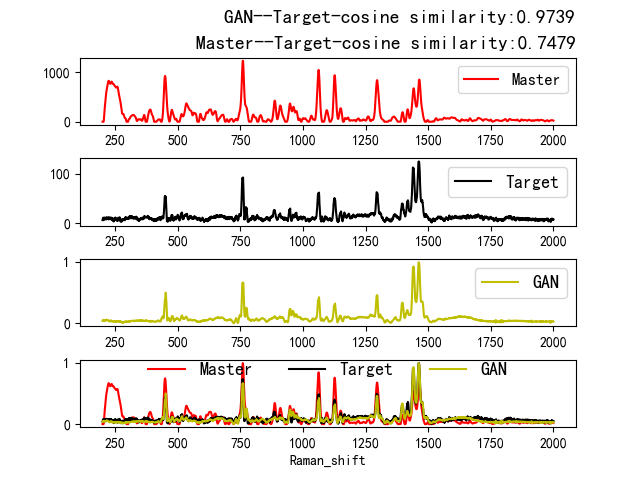 GAN--Target-cosine similarity:0.9739
Master--Target-cosine similarity:0.7479
1000
0
Master
250 500 750 1000 1250 1500 1750 2000
100
0
Target
250 500 750 1000 1250 1500 1750 2000
1
0
GAN
250 500 750 1000 1250 1500 1750 2000
1
0
Master Target GAN
250 500 750 1000 1250 1500 1750 2000
Raman_shift